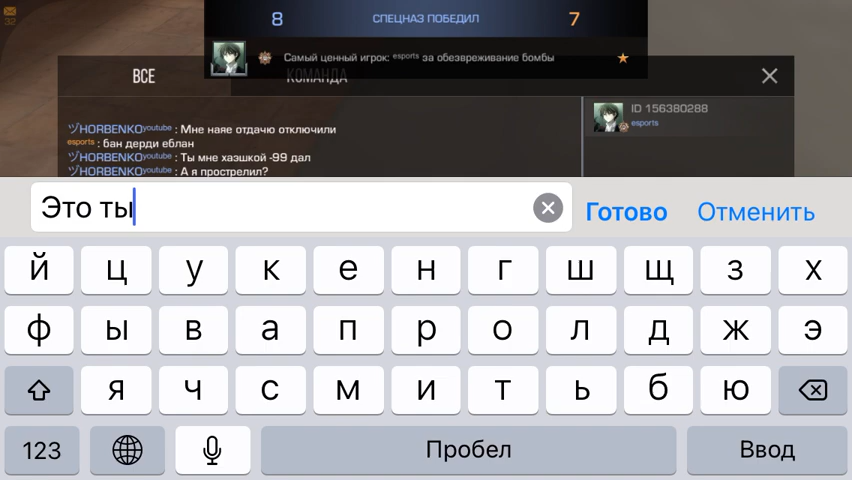 32
8 СПЕЦНАЗ ПОБЕДИЛ 7
Самый ценный игрок: esports за обезвреживание бомбы
ВСЕ КОМАНДА
ツHORBENKOyoutube : Мне наяе отдачю отключили
esports : бан дерди еблан
ツHORBENKOyoutube : Ты мне хаэшкой -99 дал
ツHORBENKOyoutube : А я прострелил?
ID 156380288
esports
Это ты
Готово
Отменить
й ц у к е н г ш щ з х
ф ы в а п р о л д ж э
я ч с м и т ь б ю
123 Пробел Ввод